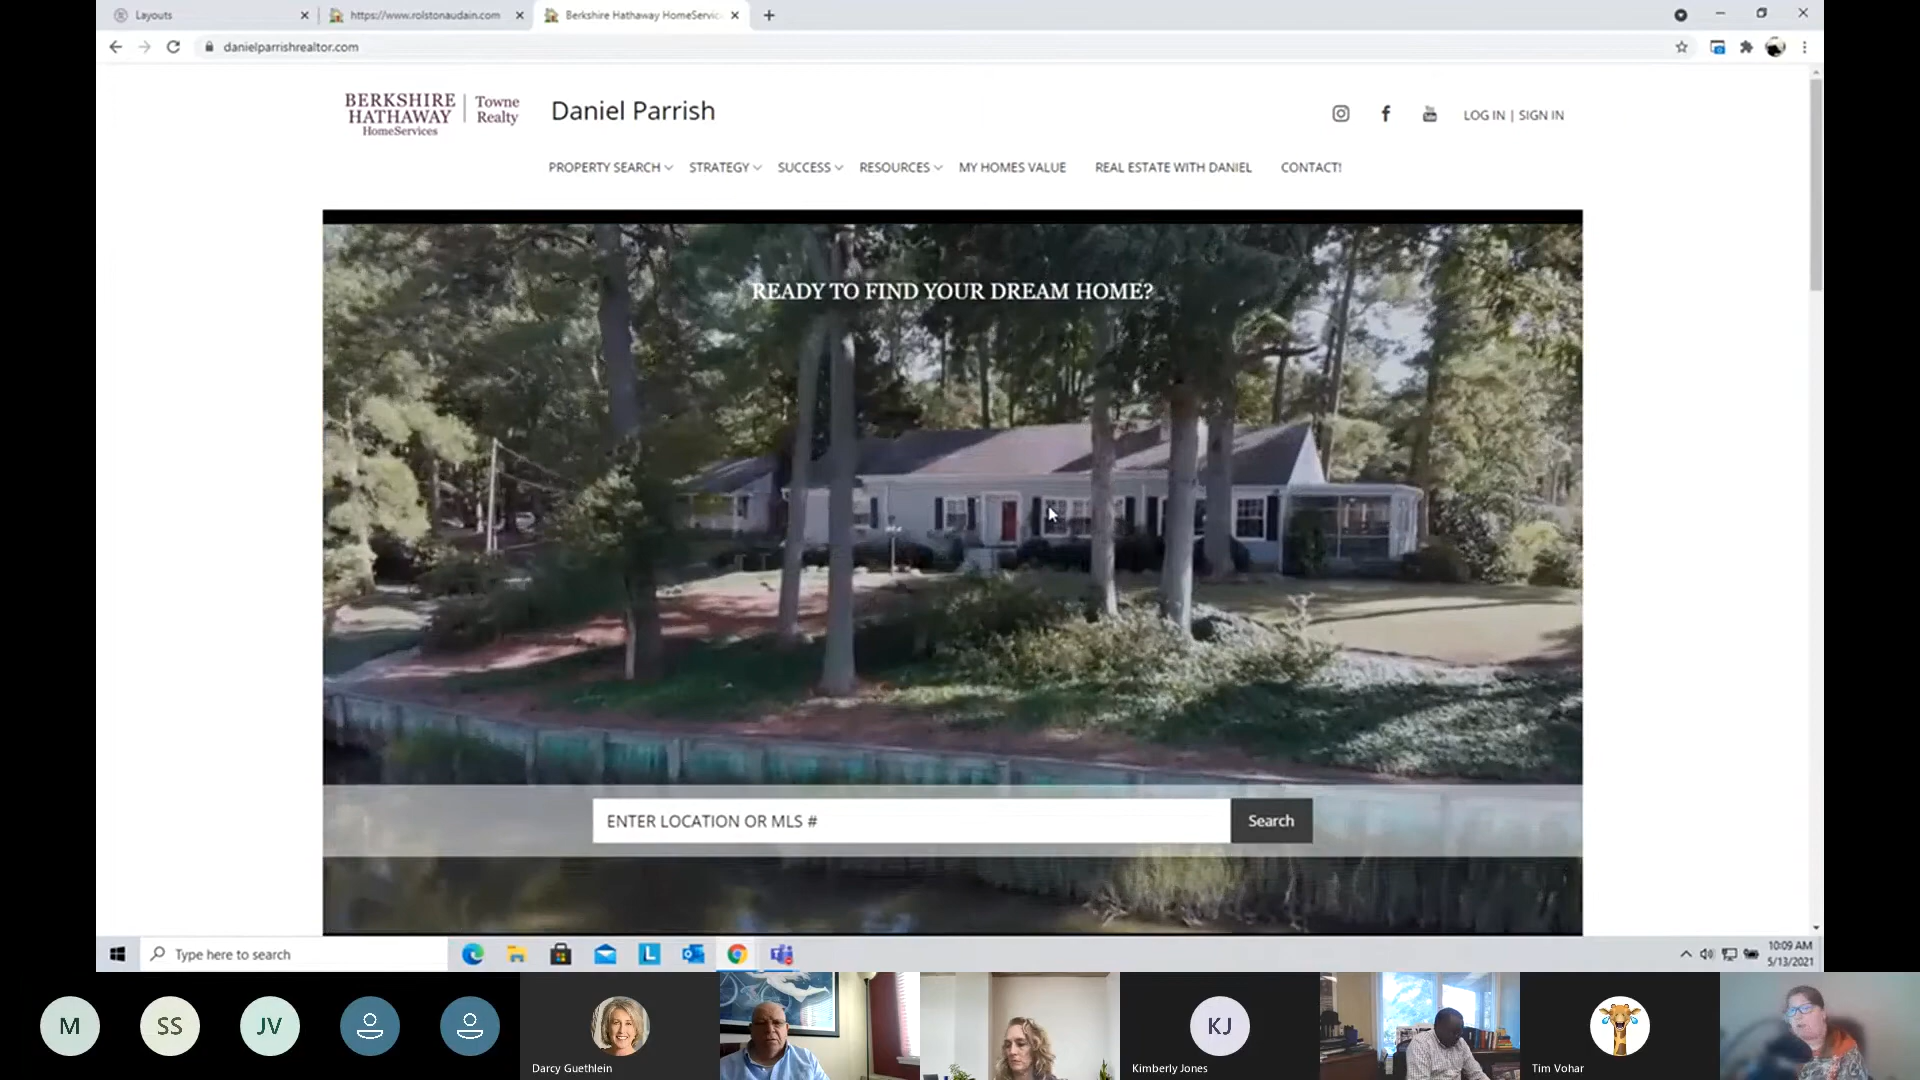 Layouts
https://www.rolstonaudain.com
Berkshire Hathaway HomeServic
danielparrishrealtor.com
BERKSHIRE HATHAWAY HomeServices
Towne Realty
Daniel Parrish
LOG IN | SIGN IN
PROPERTY SEARCH STRATEGY SUCCESS RESOURCES MY HOMES VALUE REAL ESTATE WITH DANIEL CONTACT!
READY TO FIND YOUR DREAM HOME?
ENTER LOCATION OR MLS # Search
Type here to search
L
10:09 AM
5/13/2021
M SS JV KJ
Darcy Guethlein Kimberly Jones Tim Vohar